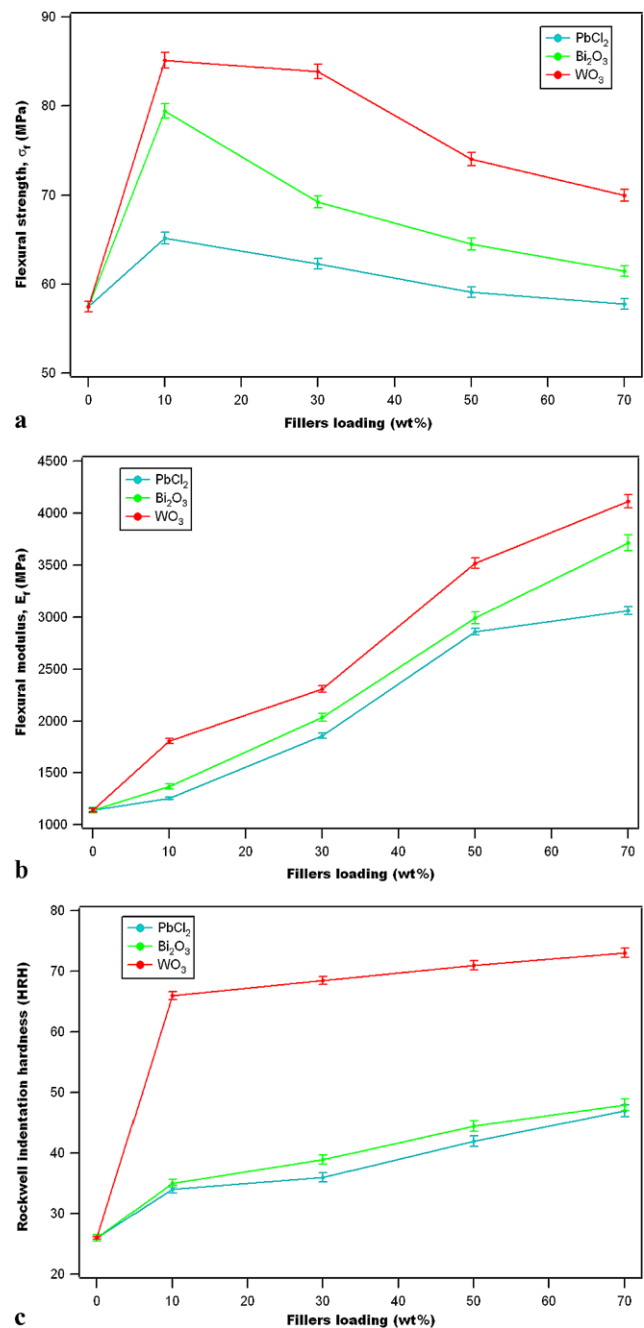 90
80
70
60
50
Flexural strength, σf (MPa)
PbCl2
Bi2O3
WO3
0 10 20 30 40 50 60 70
Fillers loading (wt%)
a
4500
4000
3500
3000
2500
2000
1500
1000
Flexural modulus, Ef (MPa)
PbCl2
Bi2O3
WO3
0 10 20 30 40 50 60 70
Fillers loading (wt%)
b
80
70
60
50
40
30
20
Rockwell indentation hardness (HRH)
PbCl2
Bi2O3
WO3
0 10 20 30 40 50 60 70
Fillers loading (wt%)
c